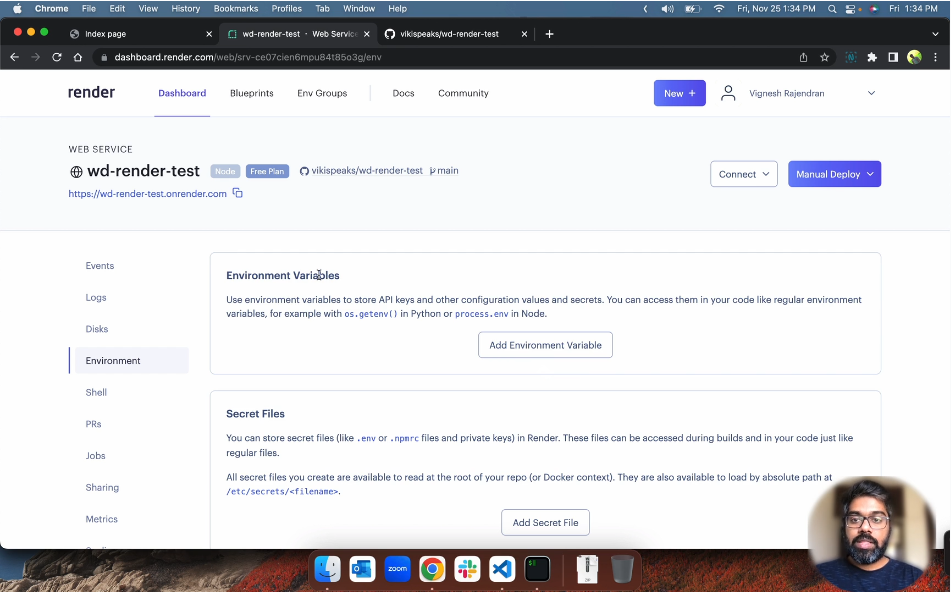 Chrome File Edit View History Bookmarks Profiles Tab Window Help Fri, Nov 25 1:34 PM Fri 1:34 PM
Index page wd-render-test · Web Service vikispeaks/wd-render-test
dashboard.render.com/web/srv-ce07cien6mpu84t85o3g/env
render Dashboard Blueprints Env Groups Docs Community New + Vignesh Rajendran
WEB SERVICE
wd-render-test Node Free Plan vikispeaks/wd-render-test main
https://wd-render-test.onrender.com
Connect Manual Deploy
Events
Logs
Disks
Environment
Shell
PRs
Jobs
Sharing
Metrics
Environment Variables
Use environment variables to store API keys and other configuration values and secrets. You can access them in your code like regular environment
variables, for example with os.getenv() in Python or process.env in Node.
Add Environment Variable
Secret Files
You can store secret files (like .env or .npmrc files and private keys) in Render. These files can be accessed during builds and in your code just like
regular files.
All secret files you create are available to read at the root of your repo (or Docker context). They are also available to load by absolute path at
/etc/secrets/<filename>.
Add Secret File
zoom